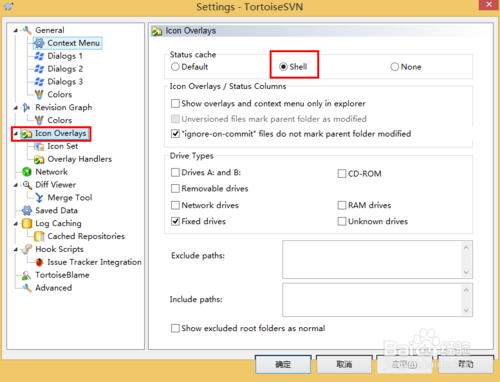 Settings - TortoiseSVN
General
Context Menu
Dialogs 1
Dialogs 2
Dialogs 3
Colors
Revision Graph
Colors
Icon Overlays
Icon Set
Overlay Handlers
Network
Diff Viewer
Merge Tool
Saved Data
Log Caching
Cached Repositories
Hook Scripts
Issue Tracker Integration
TortoiseBlame
Advanced
Icon Overlays
Status cache
Default Shell None
Icon Overlays / Status Columns
Show overlays and context menu only in explorer
Unversioned files mark parent folder as modified
"ignore-on-commit" files do not mark parent folder modified
Drive Types
Drives A: and B: CD-ROM
Removable drives
Network drives RAM drives
Fixed drives Unknown drives
Exclude paths:
Include paths:
Show excluded root folders as normal
确定 取消 应用(A) 帮助